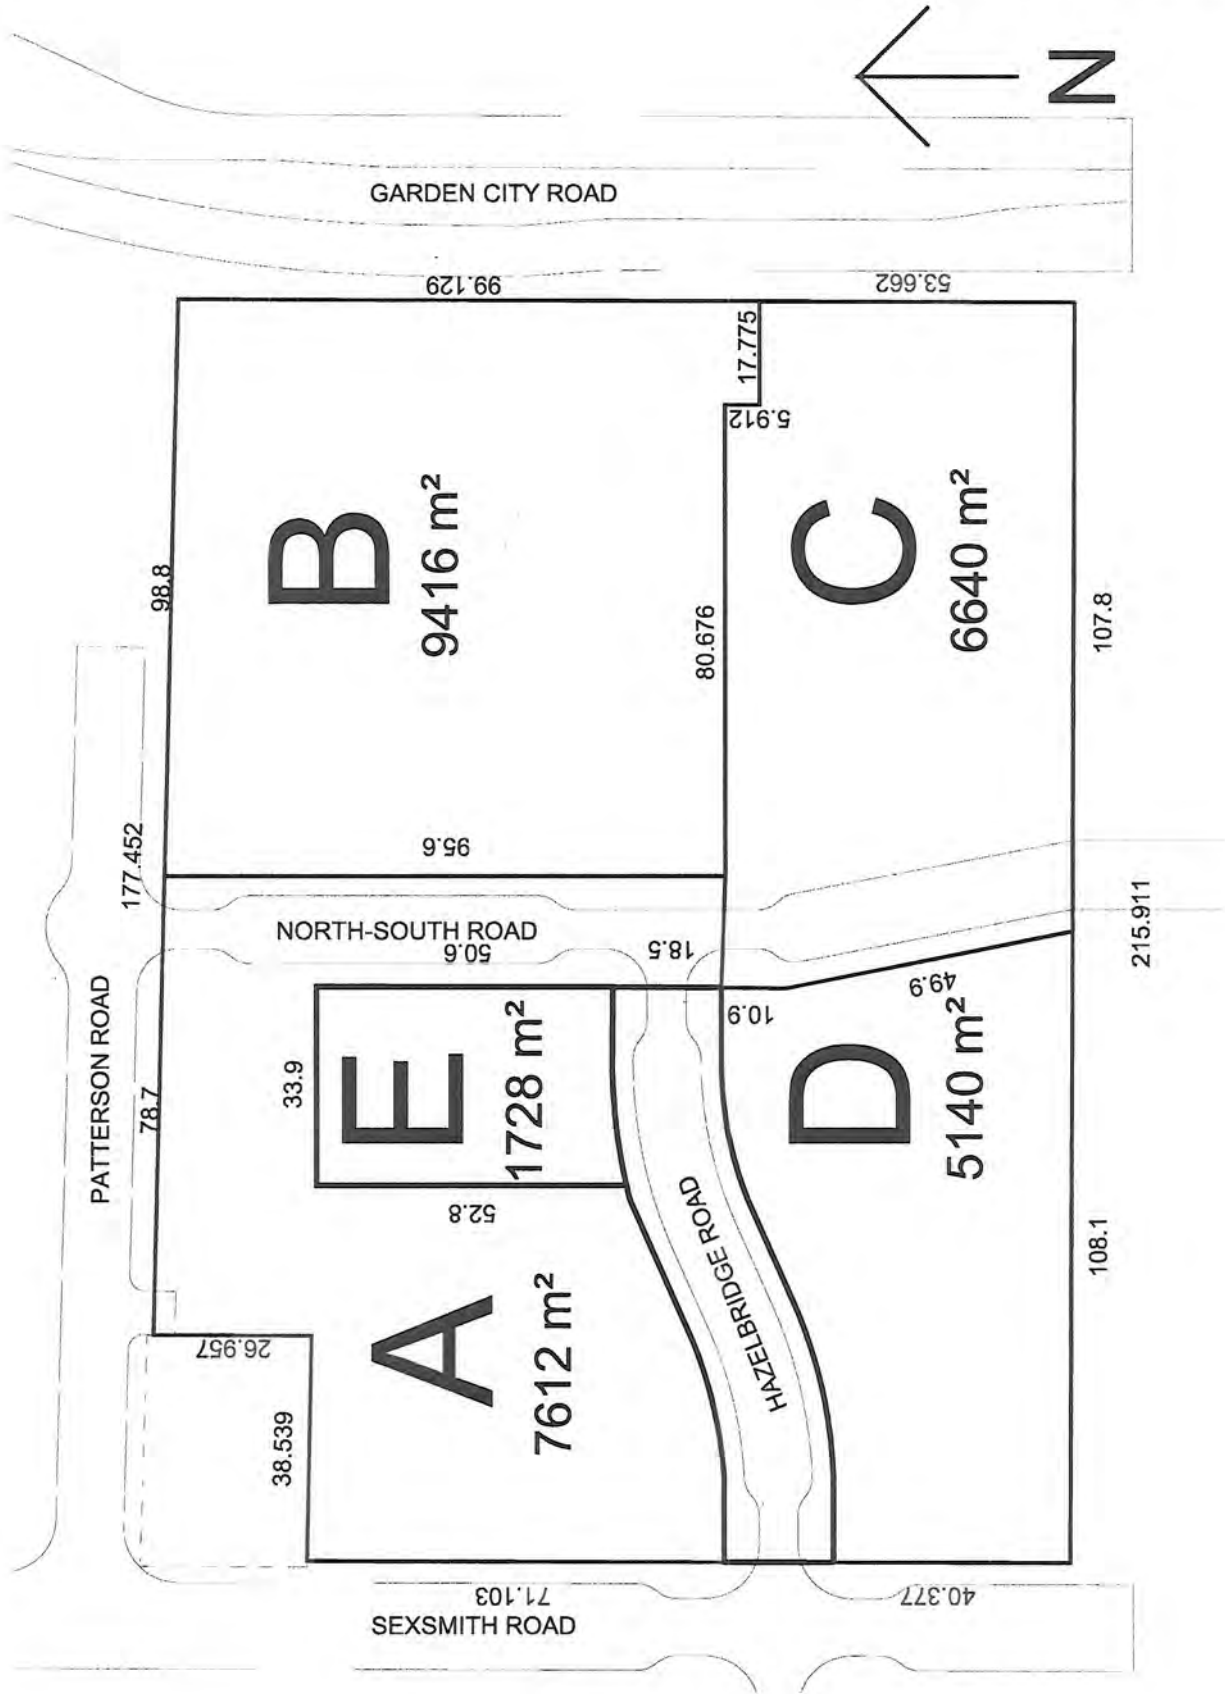 N
GARDEN CITY ROAD
99.129
53.662
17.775
5.912
98.8
B
9416 m²
80.676
C
6640 m²
107.8
177.452
95.6
NORTH-SOUTH ROAD
50.6
18.5
10.9
49.9
215.911
PATTERSON ROAD
78.7
33.9
E
1728 m²
52.8
D
5140 m²
108.1
HAZELBRIDGE ROAD
26.957
38.539
A
7612 m²
71.103
40.377
SEXSMITH ROAD